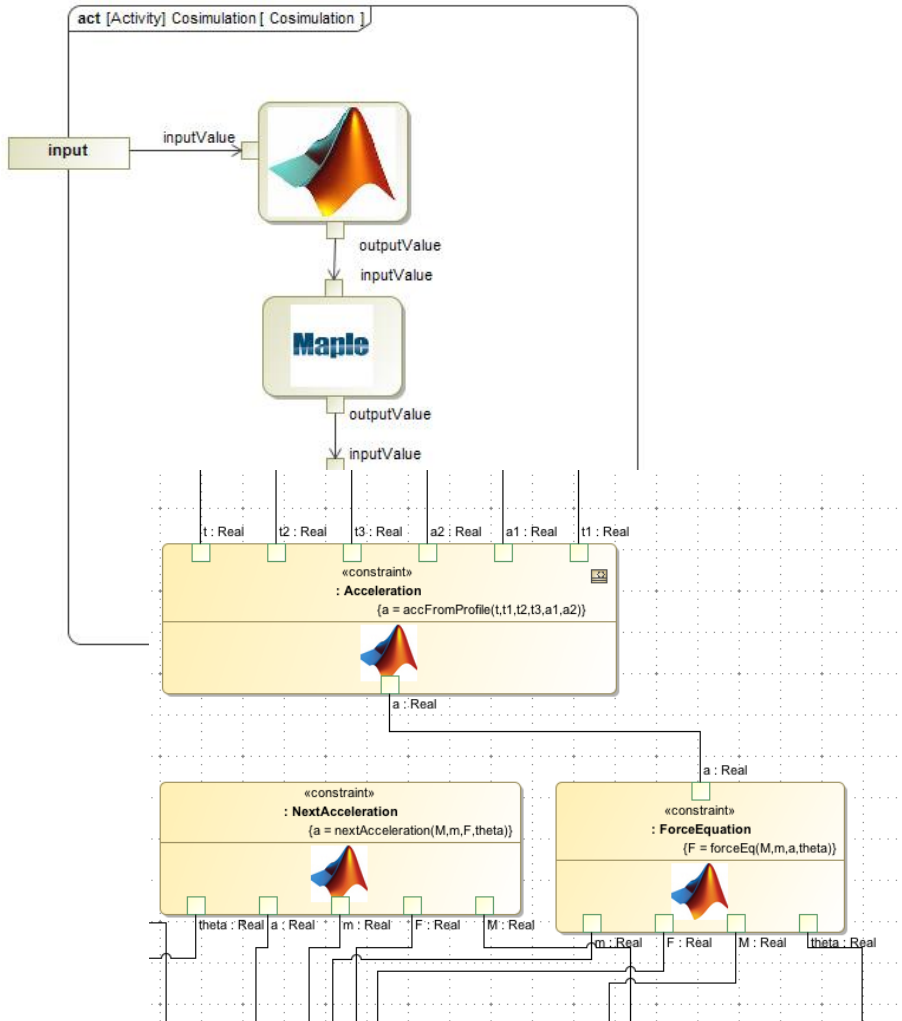 act [Activity] Cosimulation [ Cosimulation ]
input
inputValue
outputValue
inputValue
Maple
outputValue
inputValue
t : Real
t2 : Real
t3 : Real
a2 : Real
a1 : Real
t1 : Real
«constraint»
: Acceleration
{a = accFromProfile(t,t1,t2,t3,a1,a2)}
a : Real
a : Real
«constraint»
: NextAcceleration
{a = nextAcceleration(M,m,F,theta)}
«constraint»
: ForceEquation
{F = forceEq(M,m,a,theta)}
theta : Real
a : Real
m : Real
F : Real
M : Real
m : Real
F : Real
M : Real
theta : Real